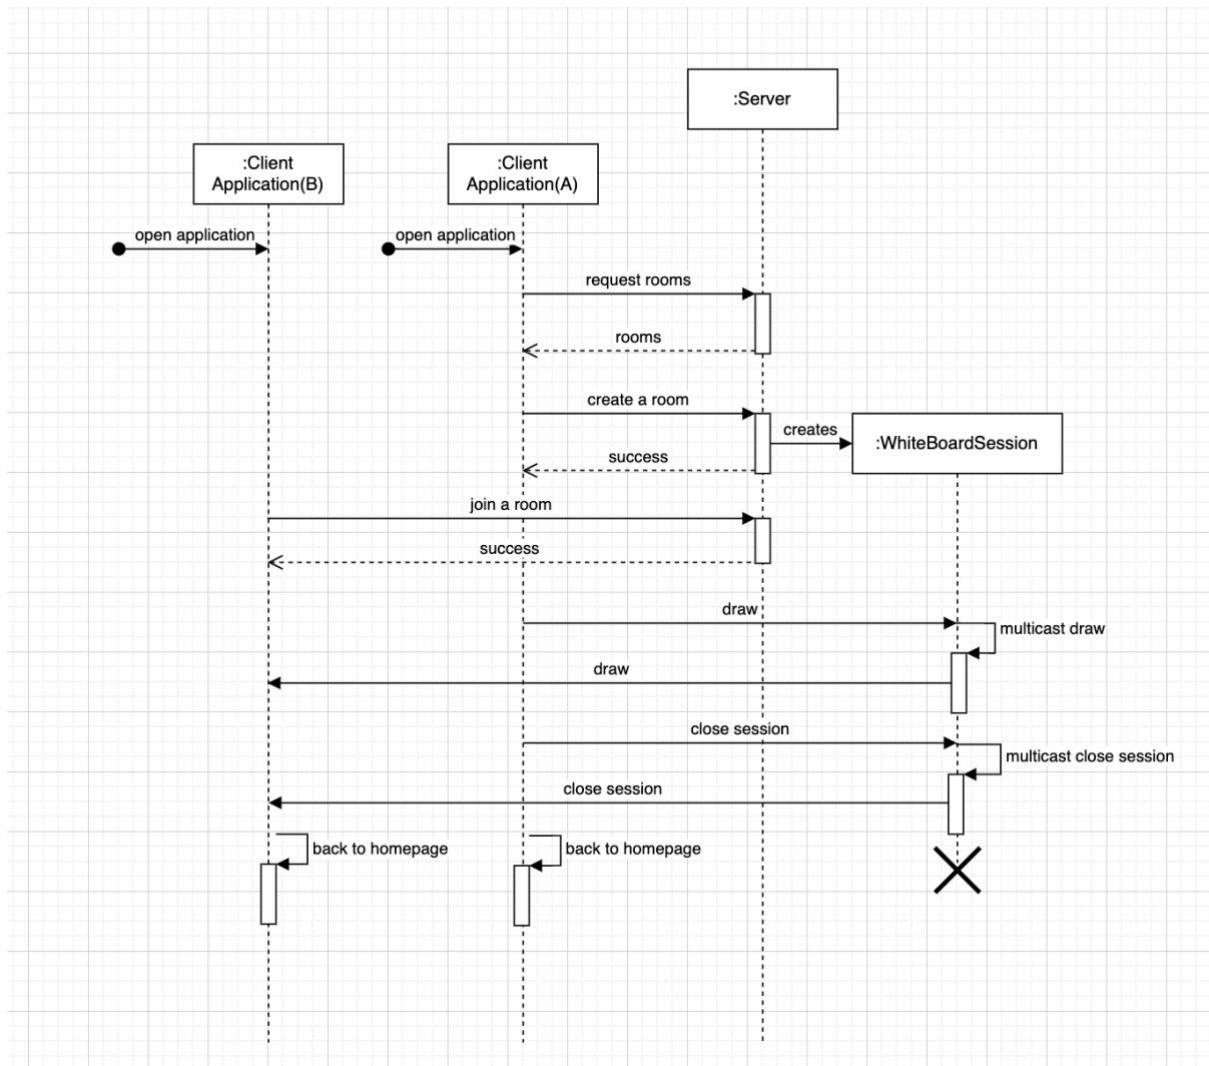 :Server
:Client
Application(B)
:Client
Application(A)
open application
open application
request rooms
rooms
create a room
creates
:WhiteBoardSession
success
join a room
success
draw
multicast draw
draw
close session
multicast close session
close session
back to homepage
back to homepage